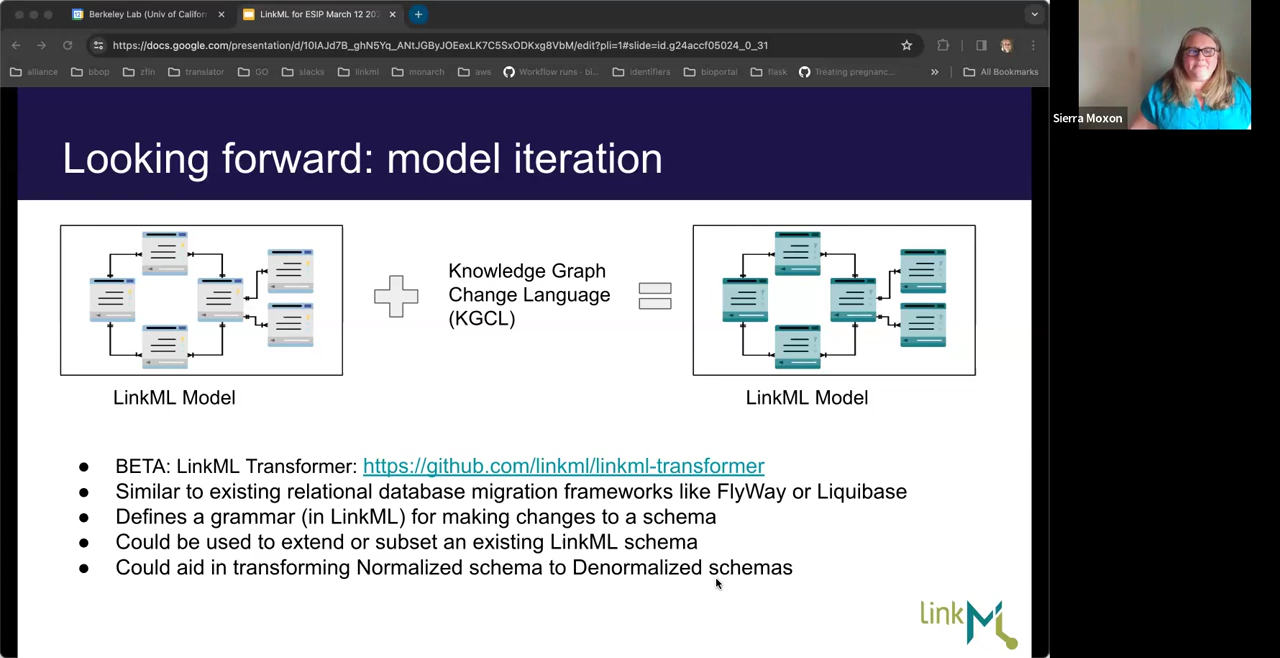 Berkeley Lab (Univ of Califor
LinkML for ESIP March 12 202
https://docs.google.com/presentation/d/10IAJd7B_ghN5Yq_ANtJGByJOEexLK7C5SxODKxg8VbM/edit?pli=1#slide=id.g24accf05024_0_31
alliance
bbop
zfin
translator
GO
slacks
linkml
monarch
aws
Workflow runs · bi...
identifiers
bioportal
flask
Treating pregnanc...
»
All Bookmarks
Sierra Moxon
Looking forward: model iteration
Knowledge Graph
Change Language
(KGCL)
LinkML Model
LinkML Model
● BETA: LinkML Transformer: https://github.com/linkml/linkml-transformer
● Similar to existing relational database migration frameworks like FlyWay or Liquibase
● Defines a grammar (in LinkML) for making changes to a schema
● Could be used to extend or subset an existing LinkML schema
● Could aid in transforming Normalized schema to Denormalized schemas
linkML